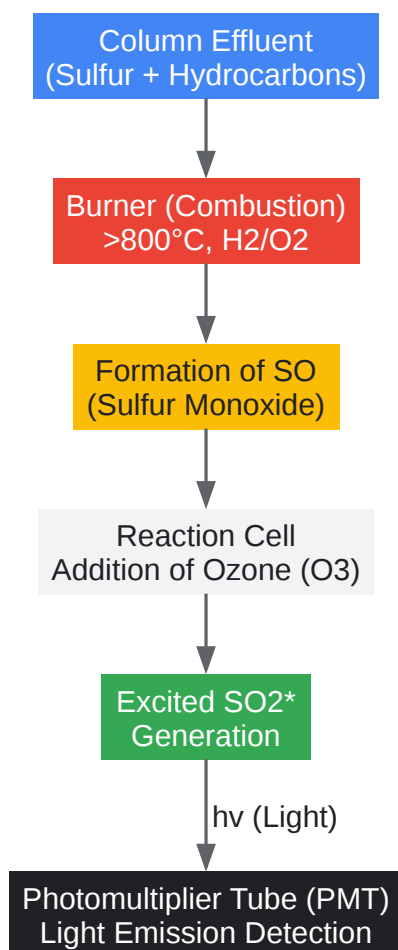 Column Effluent
(Sulfur + Hydrocarbons)
Burner (Combustion)
>800°C, H2/O2
Formation of SO
(Sulfur Monoxide)
Reaction Cell
Addition of Ozone (O3)
Excited SO2*
Generation
hv (Light)
Photomultiplier Tube (PMT)
Light Emission Detection